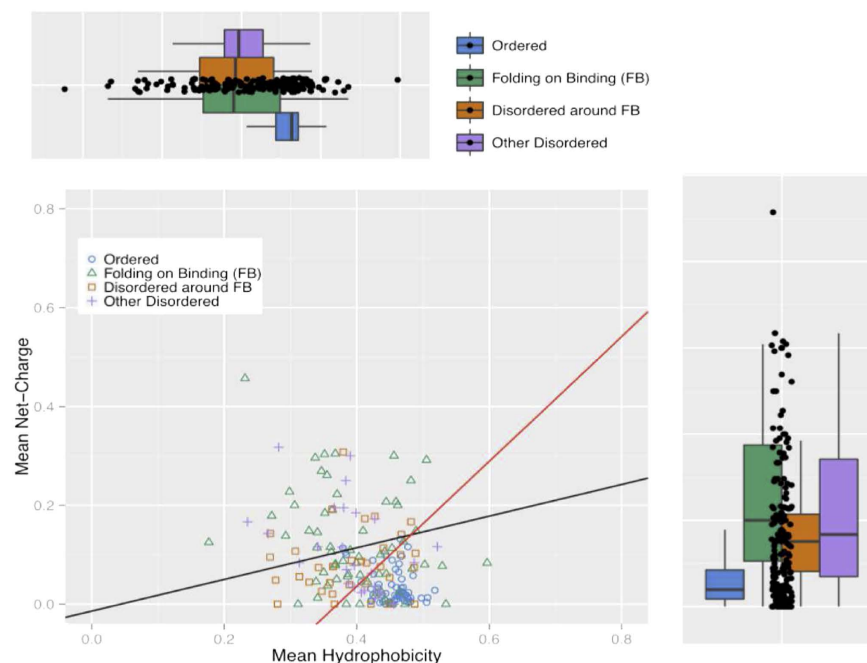 Ordered
Folding on Binding (FB)
Disordered around FB
Other Disordered
0.8
Ordered
Folding on Binding (FB)
Disordered around FB
Other Disordered
0.6
0.4
0.2
0.0
Mean Net-Charge
0.0 0.2 0.4 0.6 0.8
Mean Hydrophobicity